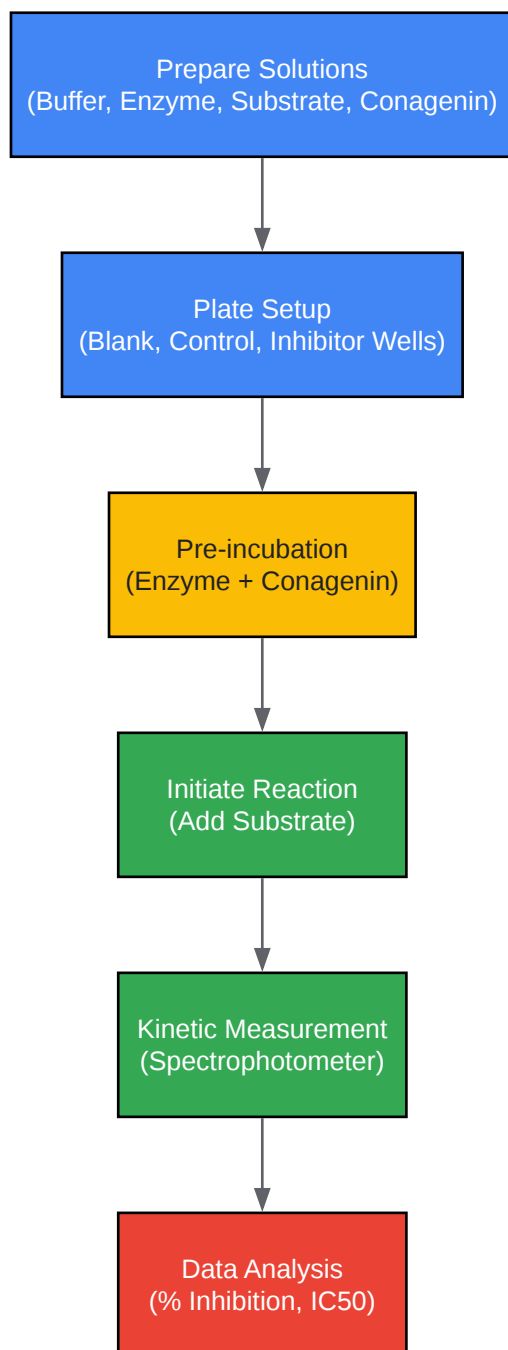 Prepare Solutions
(Buffer, Enzyme, Substrate, Conagenin)
Plate Setup
(Blank, Control, Inhibitor Wells)
Pre-incubation
(Enzyme + Conagenin)
Initiate Reaction
(Add Substrate)
Kinetic Measurement
(Spectrophotometer)
Data Analysis
(% Inhibition, IC50)